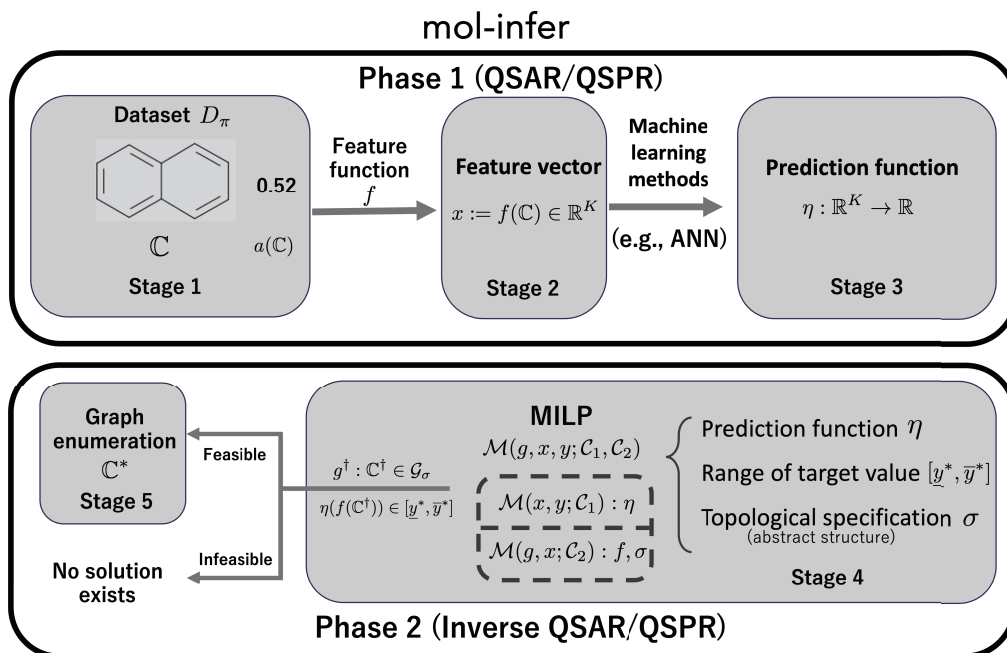 mol-infer
Phase 1 (QSAR/QSPR)
Dataset D_π
0.52
ℂ
a(ℂ)
Stage 1
Feature
function
f
Feature vector
x := f(ℂ) ∈ ℝ^K
Stage 2
Machine
learning
methods
(e.g., ANN)
Prediction function
η : ℝ^K → ℝ
Stage 3
Graph
enumeration
ℂ*
Stage 5
Feasible
Infeasible
No solution
exists
g† : ℂ† ∈ 𝒢_σ
η(f(ℂ†)) ∈ [y̲*, y̅*]
MILP
ℳ(g, x, y; 𝒞₁, 𝒞₂)
ℳ(x, y; 𝒞₁) : η
ℳ(g, x; 𝒞₂) : f, σ
Prediction function η
Range of target value [y̲*, y̅*]
Topological specification σ
(abstract structure)
Stage 4
Phase 2 (Inverse QSAR/QSPR)